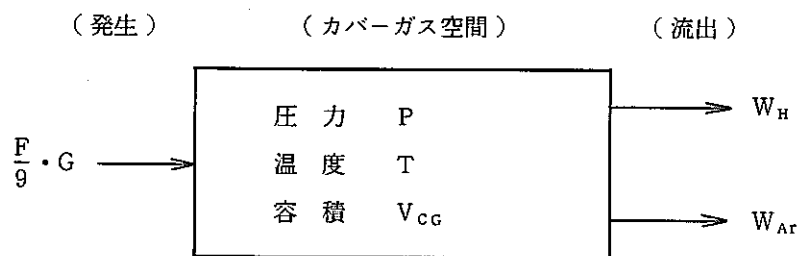 (発生) (カバーガス空間) (流出)
圧力 P
W_H
F/9・G
温度 T
容積 V_CG
W_Ar